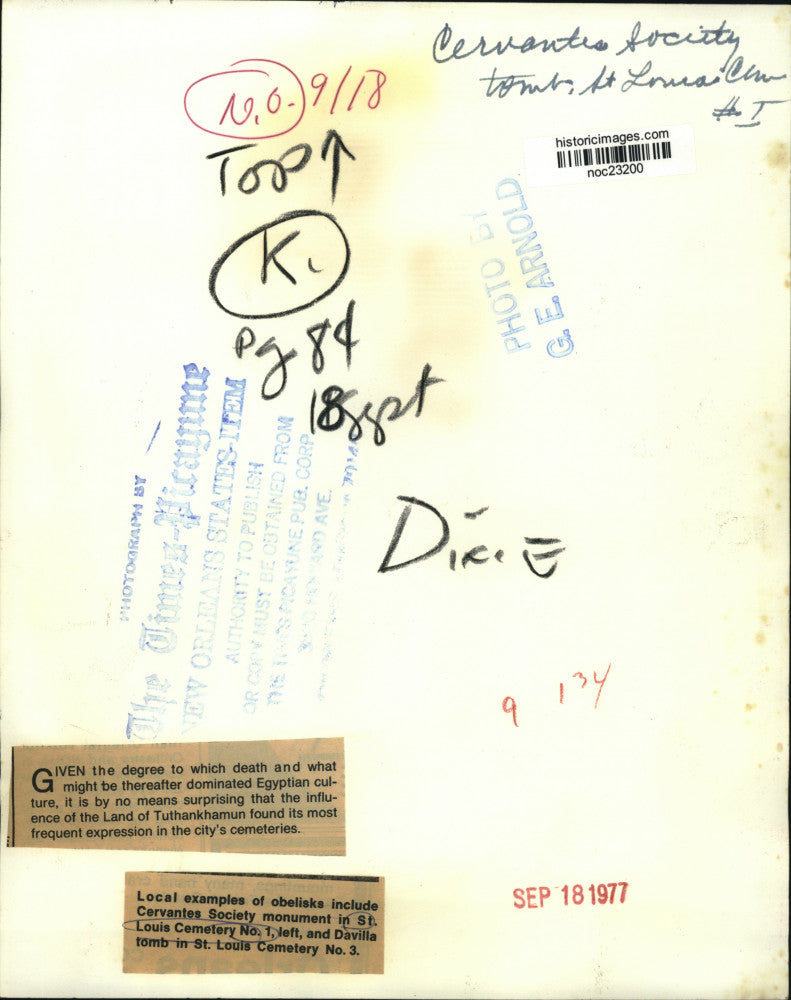 Cervantes Society
tomb, St Louis Cem
# I
N.O. 9/18
TOP ↑
historicimages.com
noc23200
PHOTO BY
G. E. ARNOLD
K.
Pg 84
Egypt
PHOTOGRAPH BY
The Times-Picayune
NEW ORLEANS STATES-ITEM
AUTHORITY TO PUBLISH
OR COPY MUST BE OBTAINED FROM
THE TIMES-PICAYUNE PUB. CORP.
AVE.
Dixie
9 134
GIVEN the degree to which death and what
might be thereafter dominated Egyptian cul-
ture, it is by no means surprising that the influ-
ence of the Land of Tuthankhamun found its most
frequent expression in the city's cemeteries.
Local examples of obelisks include
Cervantes Society monument in St.
Louis Cemetery No. 1, left, and Davilla
tomb in St. Louis Cemetery No. 3.
SEP 18 1977